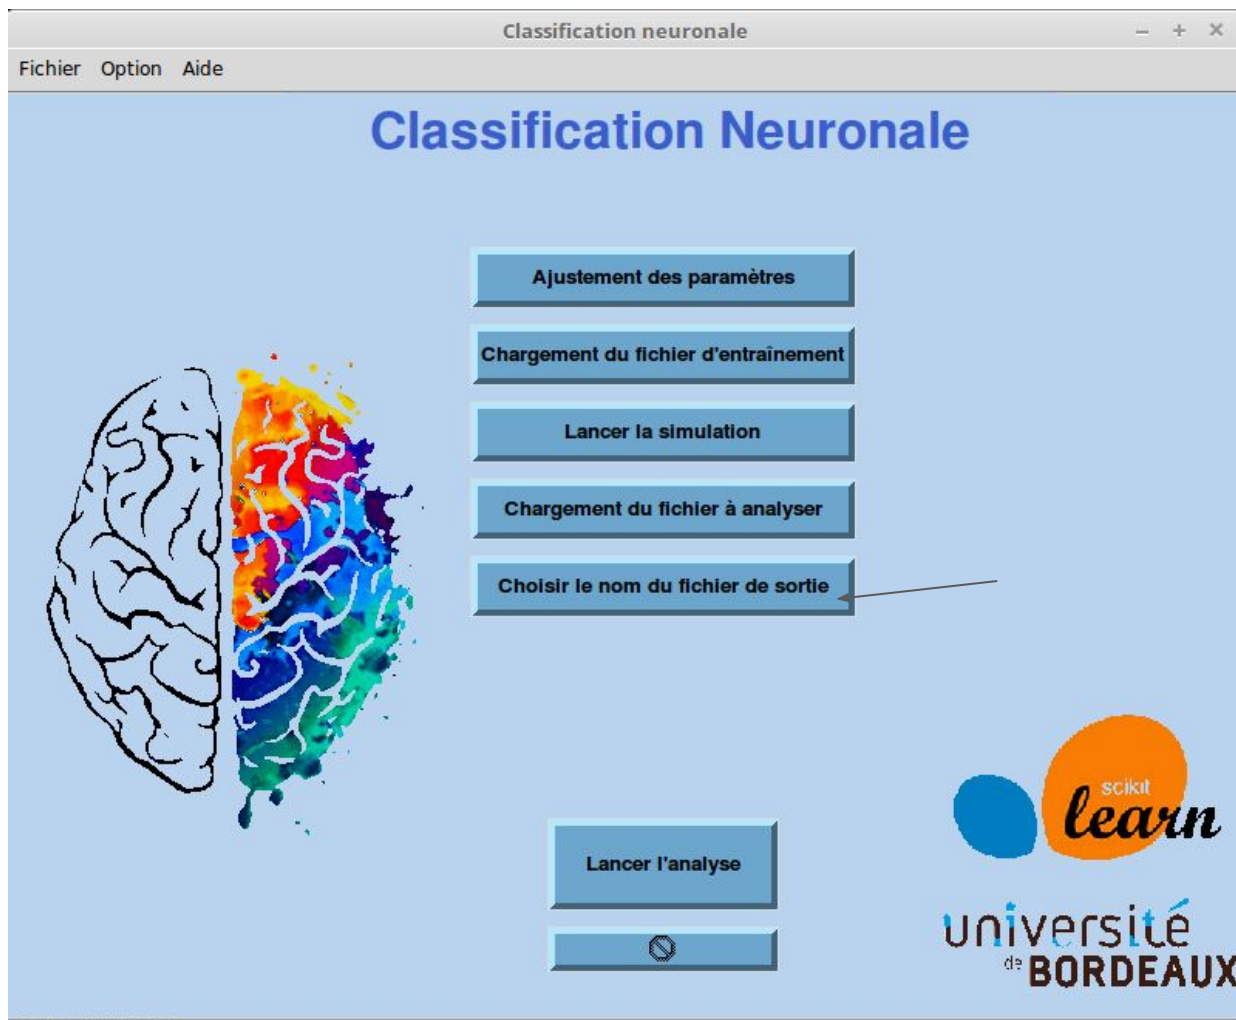 Classification neuronale
Fichier Option Aide
Classification Neuronale
Ajustement des paramètres
Chargement du fichier d'entraînement
Lancer la simulation
Chargement du fichier à analyser
Choisir le nom du fichier de sortie
scikit
learn
Lancer l'analyse
université
de BORDEAUX